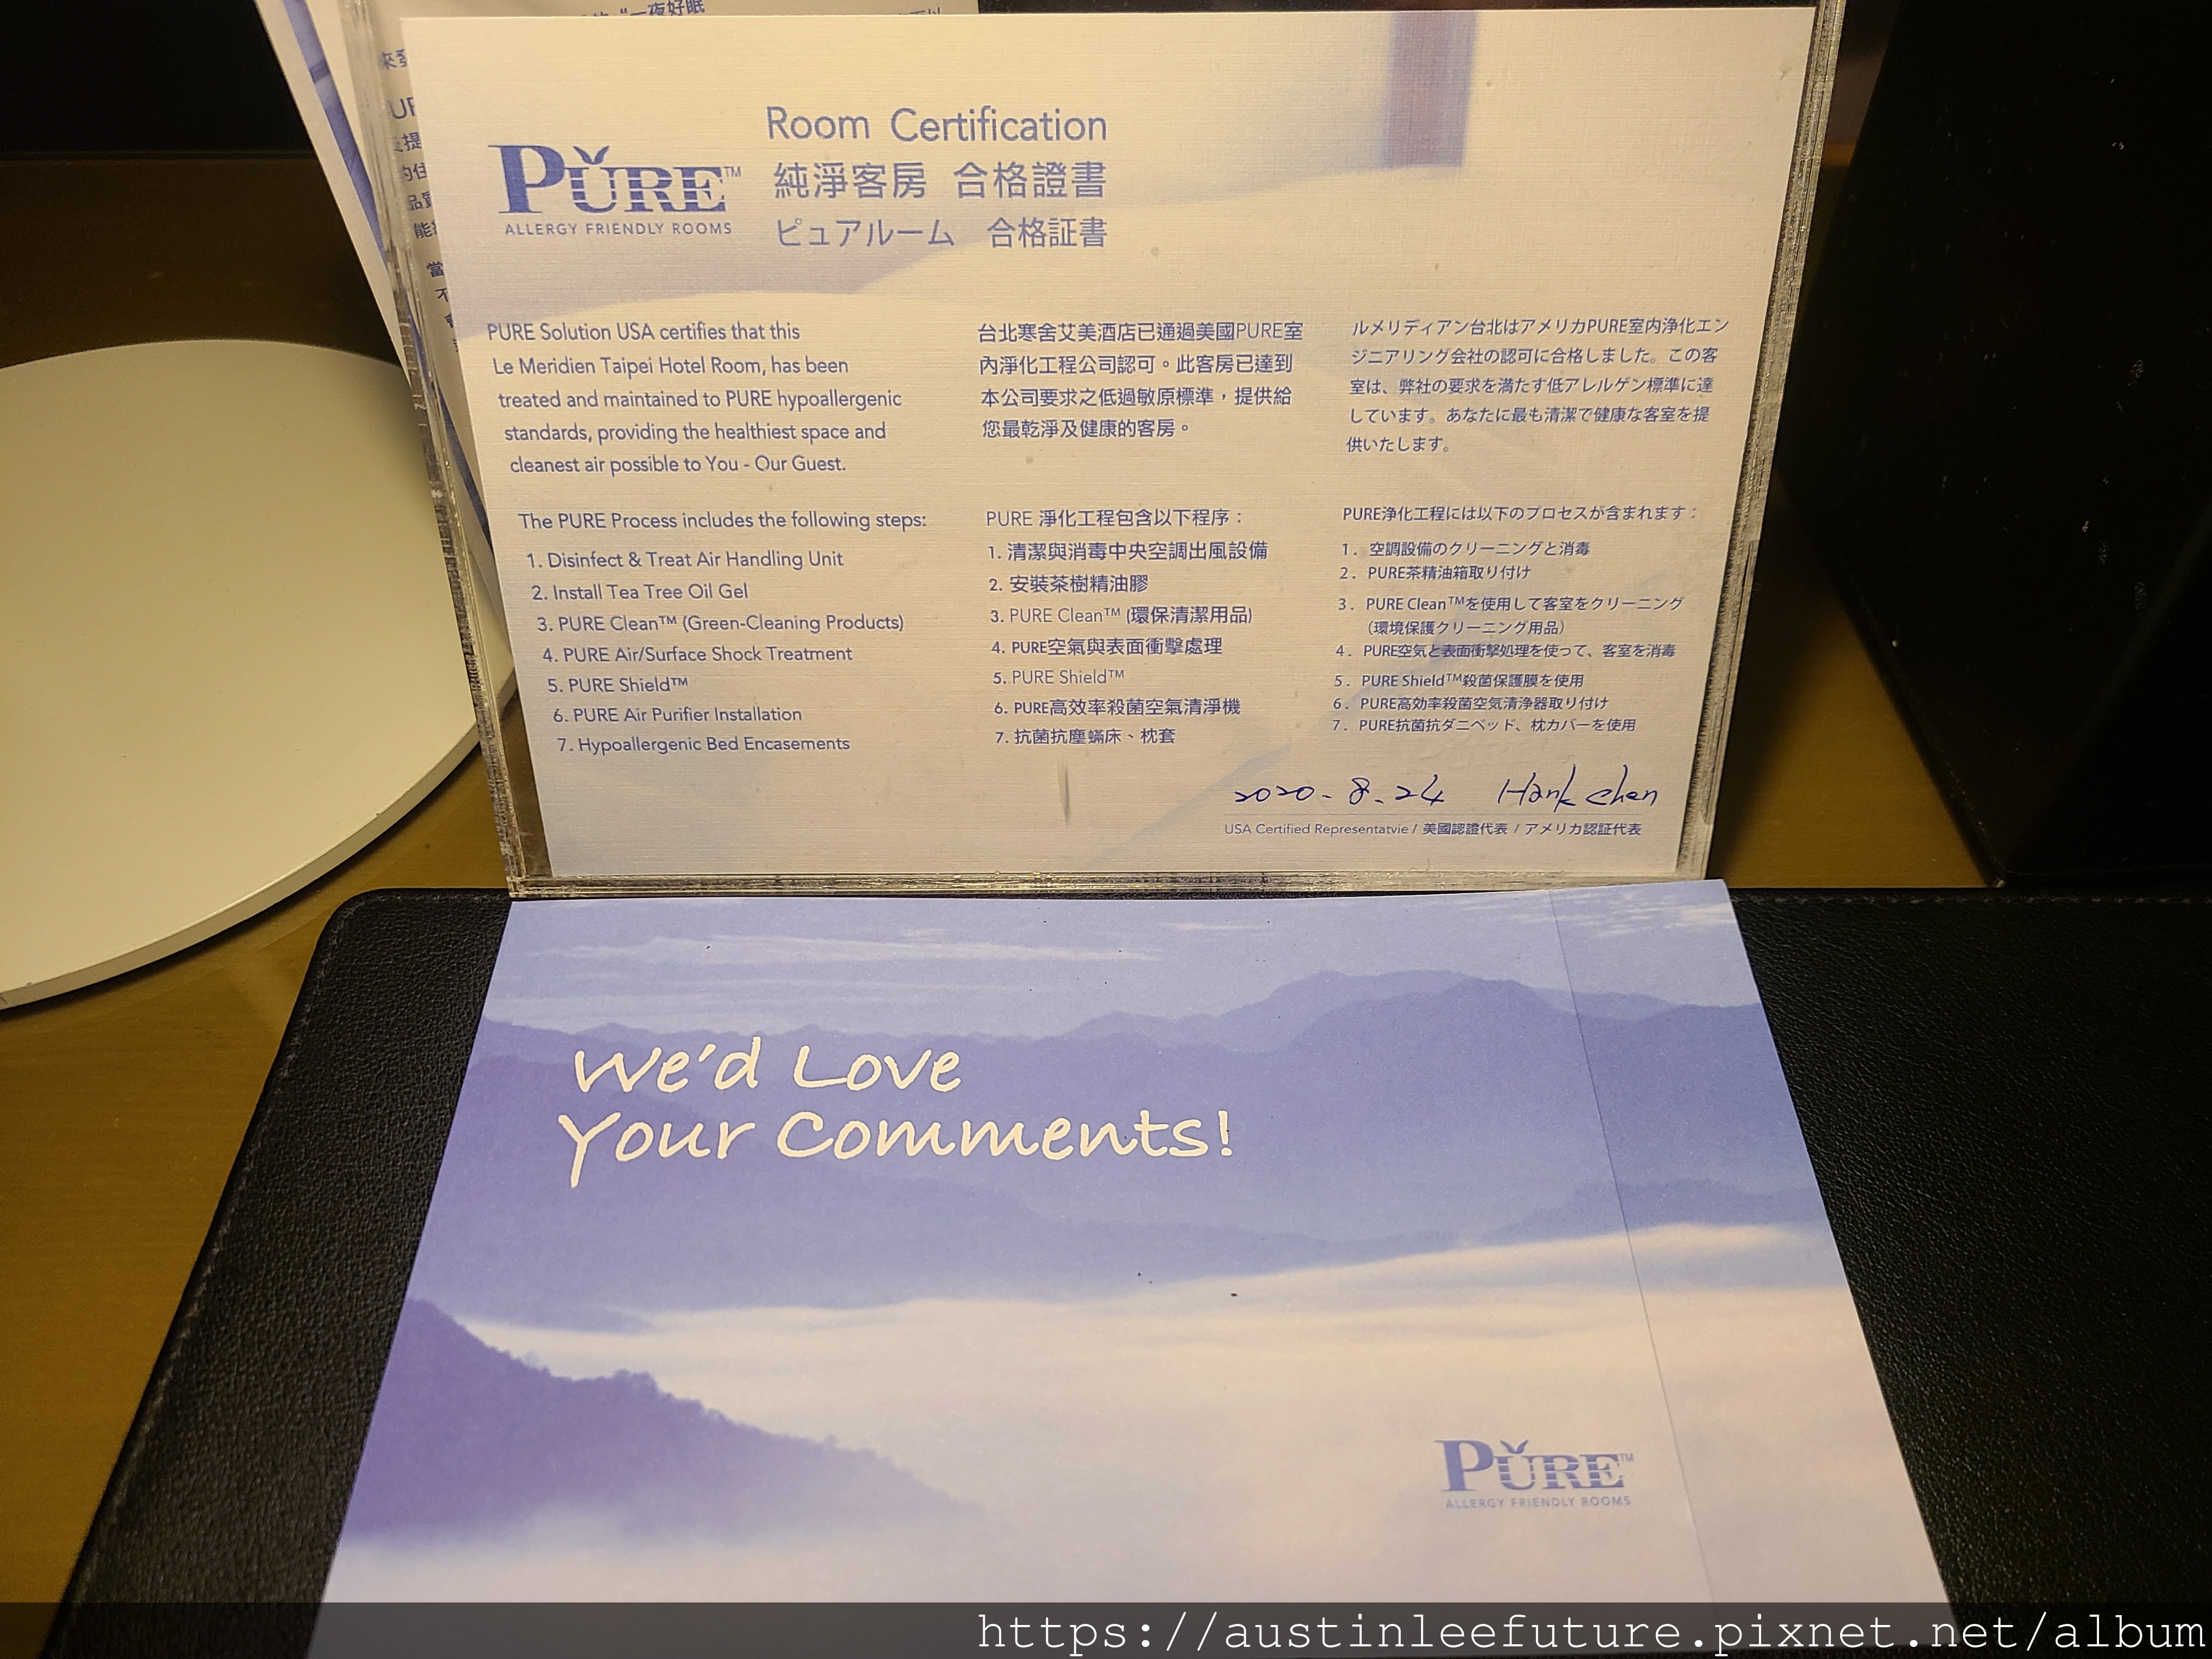 一夜好眠
Room Certification
純淨客房 合格證書
ピュアルーム 合格証書
PURE™
ALLERGY FRIENDLY ROOMS
PURE Solution USA certifies that this
Le Meridien Taipei Hotel Room, has been
treated and maintained to PURE hypoallergenic
standards, providing the healthiest space and
cleanest air possible to You - Our Guest.
The PURE Process includes the following steps:
1. Disinfect & Treat Air Handling Unit
2. Install Tea Tree Oil Gel
3. PURE Clean™ (Green-Cleaning Products)
4. PURE Air/Surface Shock Treatment
5. PURE Shield™
6. PURE Air Purifier Installation
7. Hypoallergenic Bed Encasements
台北寒舍艾美酒店已通過美國PURE室
內淨化工程公司認可。此客房已達到
本公司要求之低過敏原標準，提供給
您最乾淨及健康的客房。
PURE 淨化工程包含以下程序：
1. 清潔與消毒中央空調出風設備
2. 安裝茶樹精油膠
3. PURE Clean™ (環保清潔用品)
4. PURE空氣與表面衝擊處理
5. PURE Shield™
6. PURE高效率殺菌空氣清淨機
7. 抗菌抗塵蟎床、枕套
ルメリディアン台北はアメリカPURE室内浄化エン
ジニアリング会社の認可に合格しました。この客
室は、弊社の要求を満たす低アレルゲン標準に達
しています。あなたに最も清潔で健康な客室を提
供いたします。
PURE浄化工程には以下のプロセスが含まれます：
1. 空調設備のクリーニングと消毒
2. PURE茶精油箱取り付け
3. PURE Clean™を使用して客室をクリーニング
（環境保護クリーニング用品）
4. PURE空気と表面衝撃処理を使って、客室を消毒
5. PURE Shield™殺菌保護膜を使用
6. PURE高効率殺菌空気清浄器取り付け
7. PURE抗菌抗ダニベッド、枕カバーを使用
2020-8-24 Hank chen
USA Certified Representatvie / 美國認證代表 / アメリカ認証代表
We'd Love
Your Comments!
PURE™
ALLERGY FRIENDLY ROOMS
https://austinleefuture.pixnet.net/album